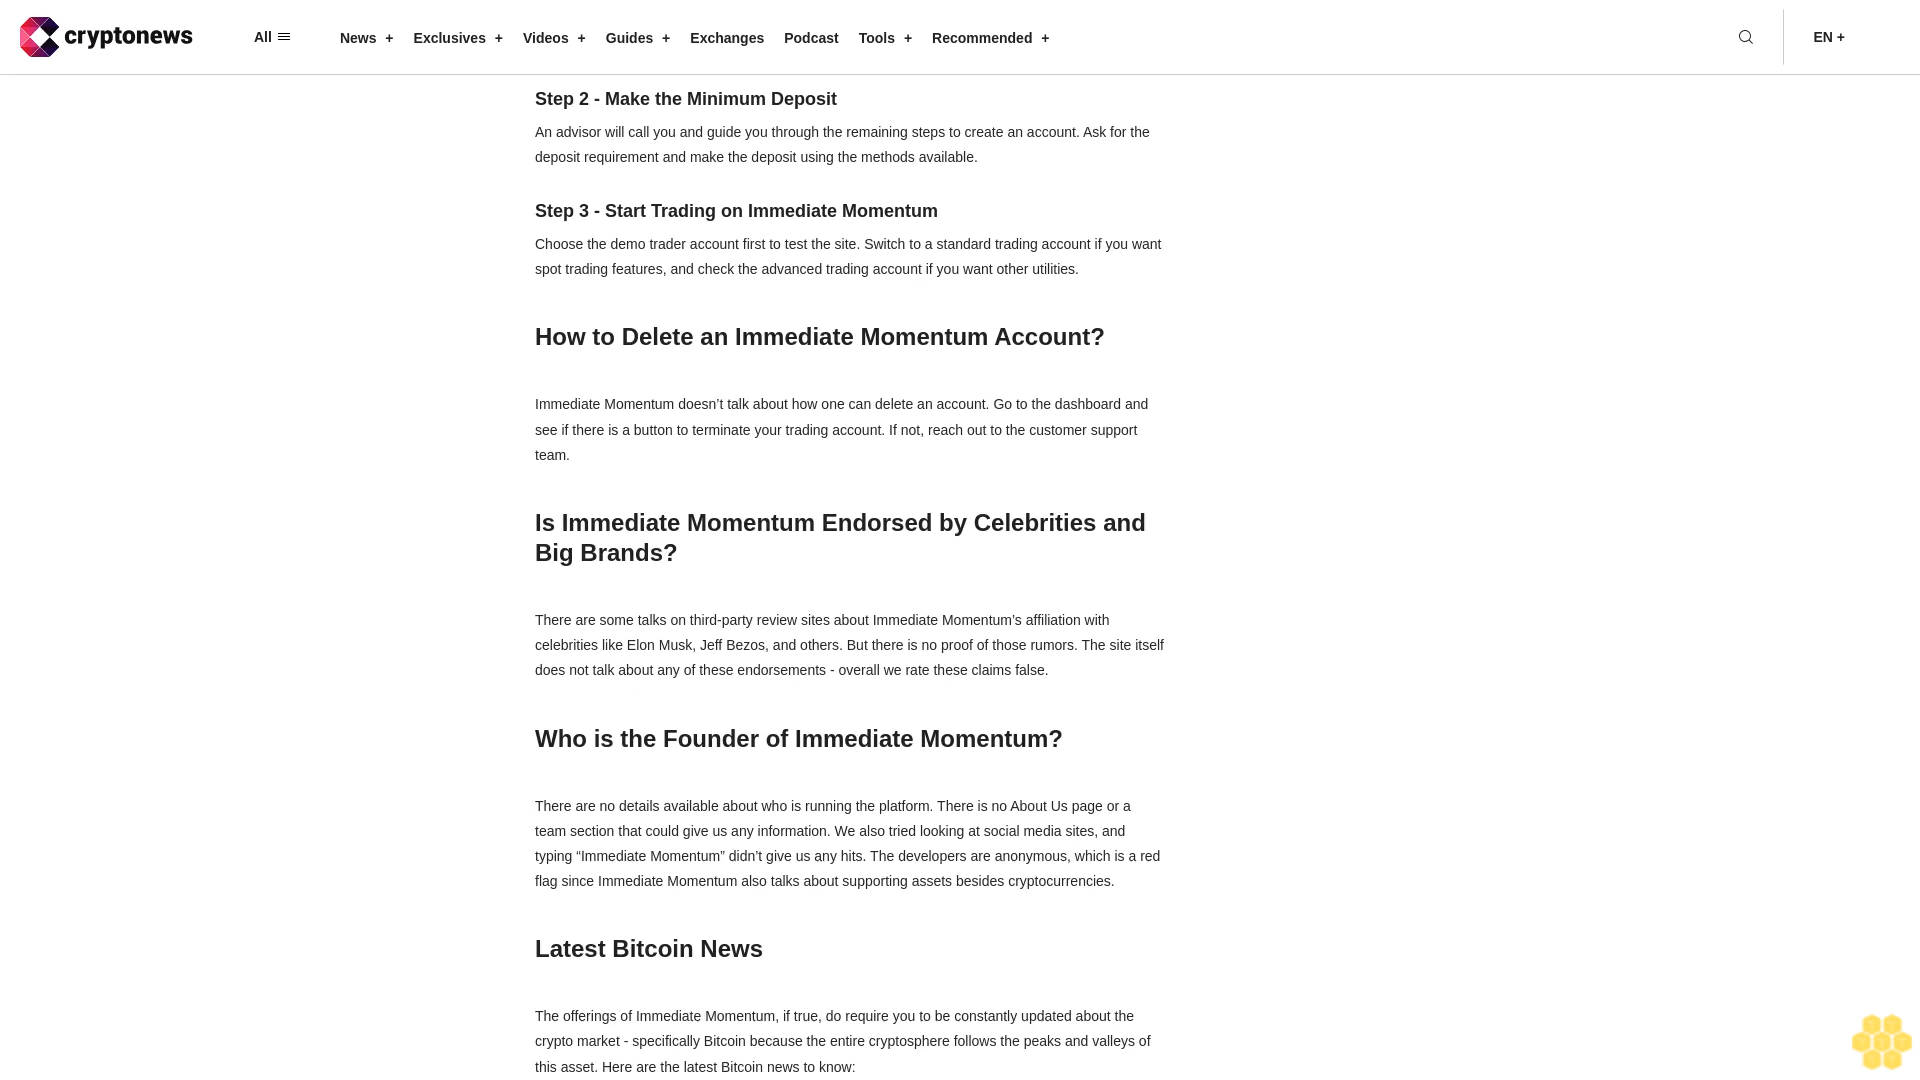 cryptonews
All
News + Exclusives + Videos + Guides + Exchanges Podcast Tools + Recommended +
EN +
Step 2 - Make the Minimum Deposit
An advisor will call you and guide you through the remaining steps to create an account. Ask for the
deposit requirement and make the deposit using the methods available.
Step 3 - Start Trading on Immediate Momentum
Choose the demo trader account first to test the site. Switch to a standard trading account if you want
spot trading features, and check the advanced trading account if you want other utilities.
How to Delete an Immediate Momentum Account?
Immediate Momentum doesn’t talk about how one can delete an account. Go to the dashboard and
see if there is a button to terminate your trading account. If not, reach out to the customer support
team.
Is Immediate Momentum Endorsed by Celebrities and
Big Brands?
There are some talks on third-party review sites about Immediate Momentum’s affiliation with
celebrities like Elon Musk, Jeff Bezos, and others. But there is no proof of those rumors. The site itself
does not talk about any of these endorsements - overall we rate these claims false.
Who is the Founder of Immediate Momentum?
There are no details available about who is running the platform. There is no About Us page or a
team section that could give us any information. We also tried looking at social media sites, and
typing “Immediate Momentum” didn’t give us any hits. The developers are anonymous, which is a red
flag since Immediate Momentum also talks about supporting assets besides cryptocurrencies.
Latest Bitcoin News
The offerings of Immediate Momentum, if true, do require you to be constantly updated about the
crypto market - specifically Bitcoin because the entire cryptosphere follows the peaks and valleys of
this asset. Here are the latest Bitcoin news to know: